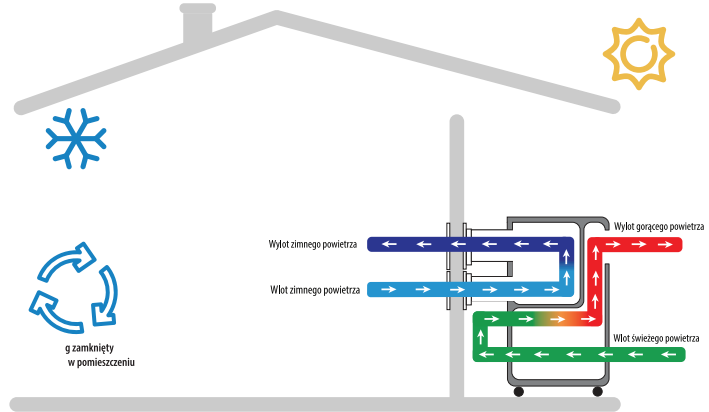 Wylot gorącego powietrza
Wylot zimnego powietrza
Wlot zimnego powietrza
Wlot świeżego powietrza
g zamknięty
w pomieszczeniu